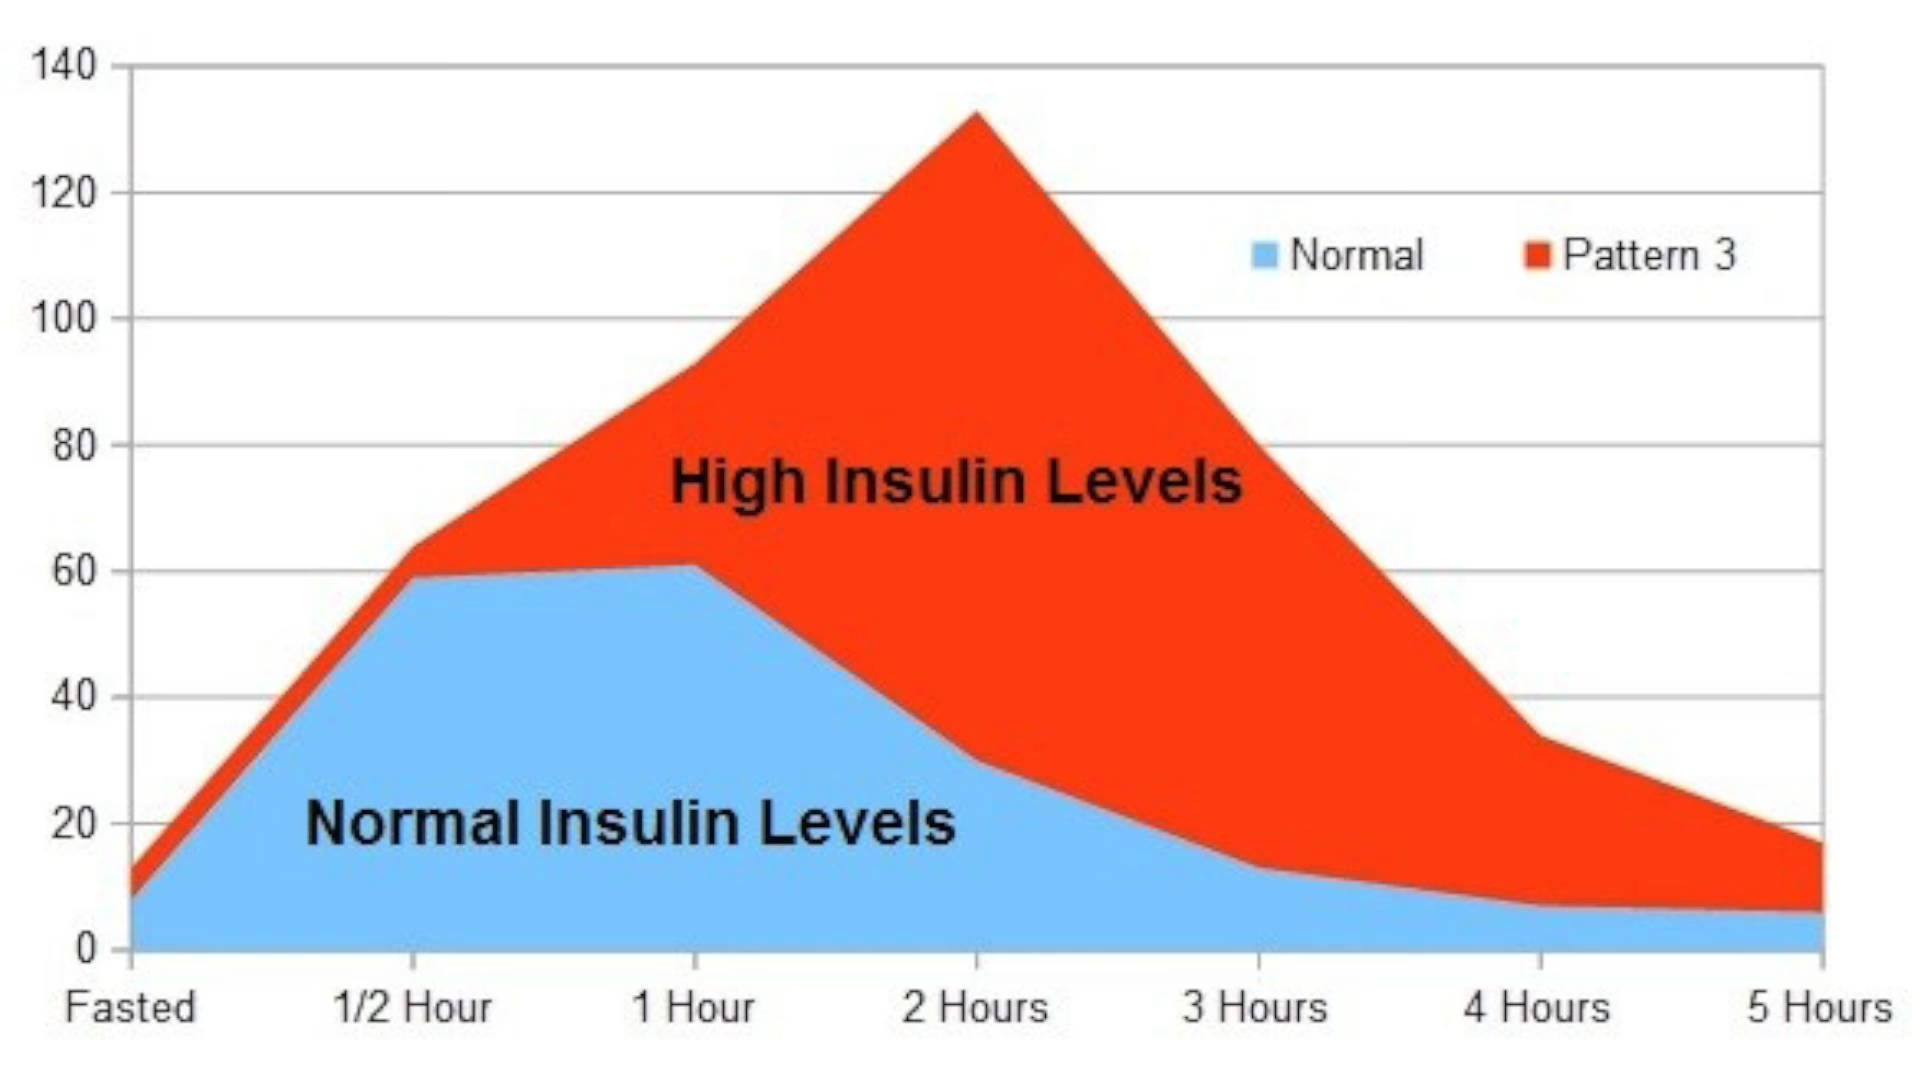 140
120
100
80
60
40
20
0
Normal
Pattern 3
High Insulin Levels
Normal Insulin Levels
Fasted
1/2 Hour
1 Hour
2 Hours
3 Hours
4 Hours
5 Hours